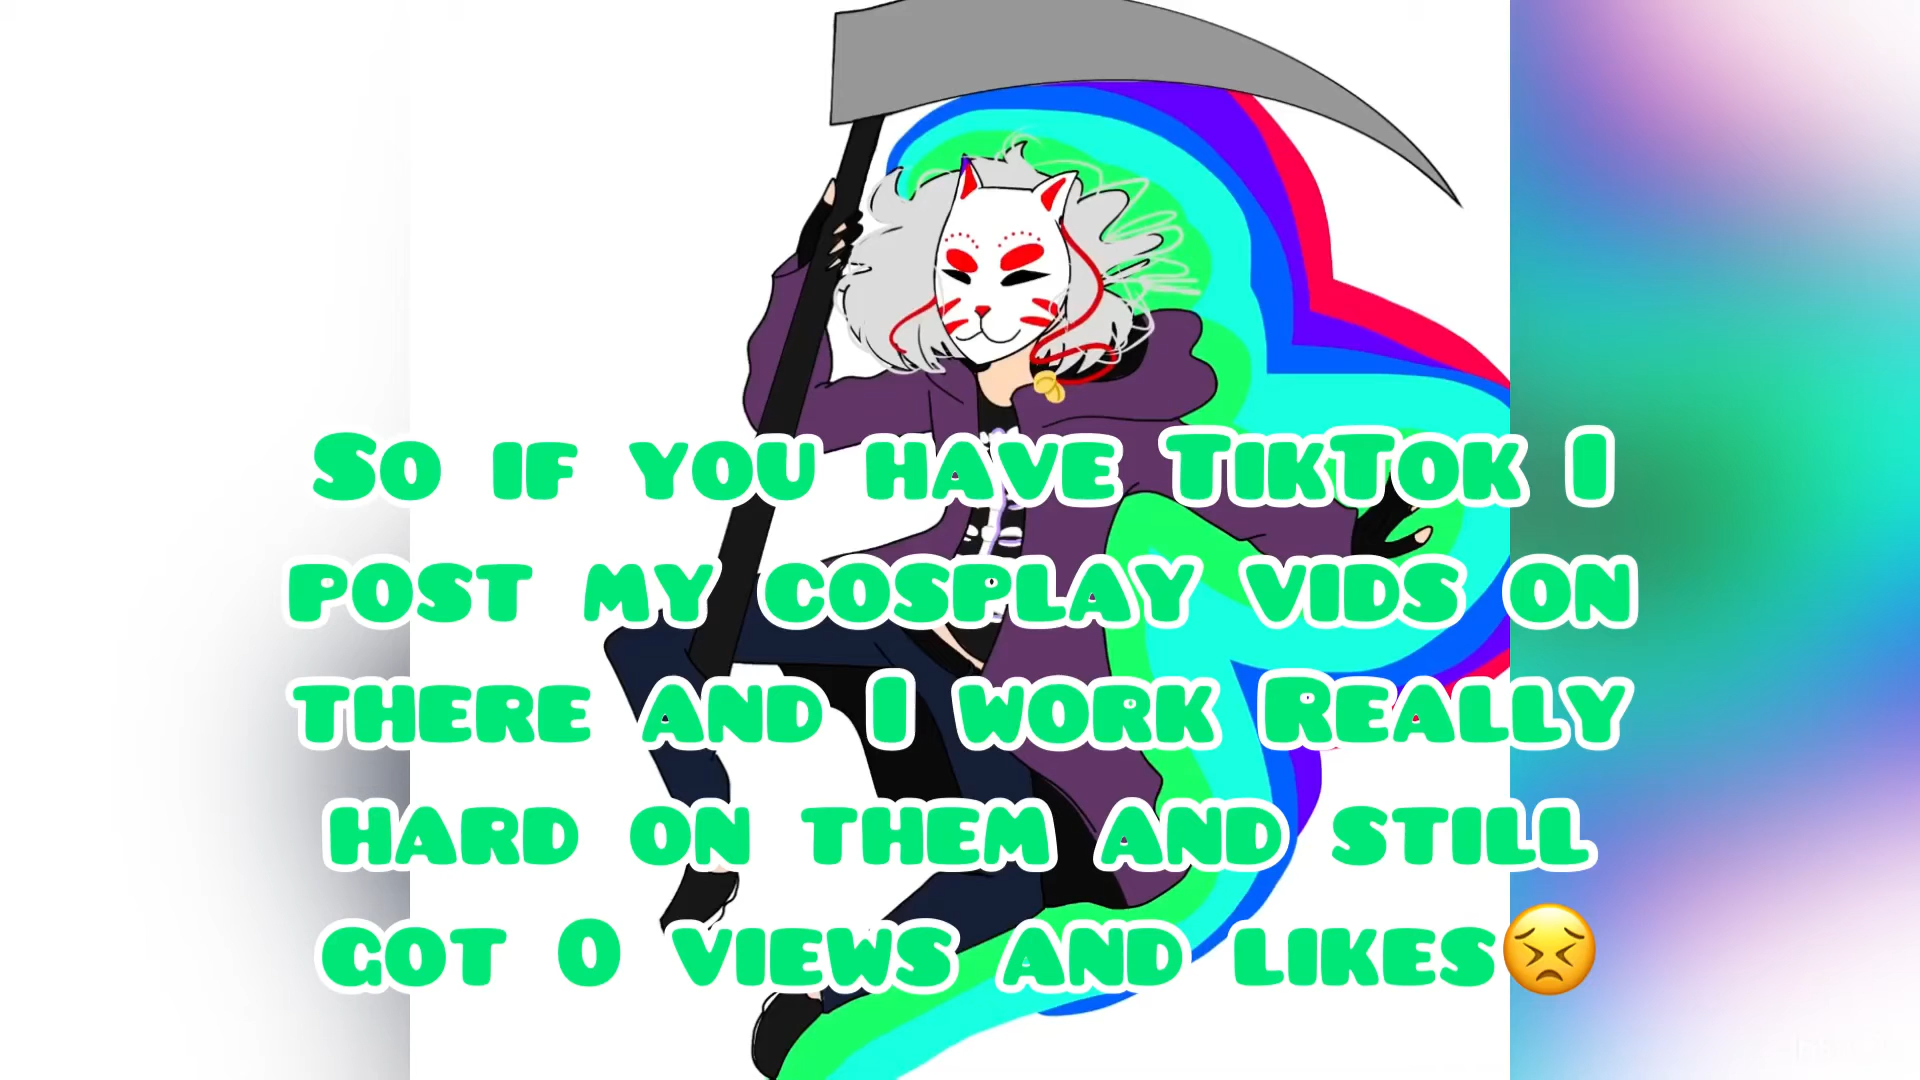 So if you have TikTok I
post my cosplay vids on
there and I work Really
hard on them and still
got 0 views and likes😣